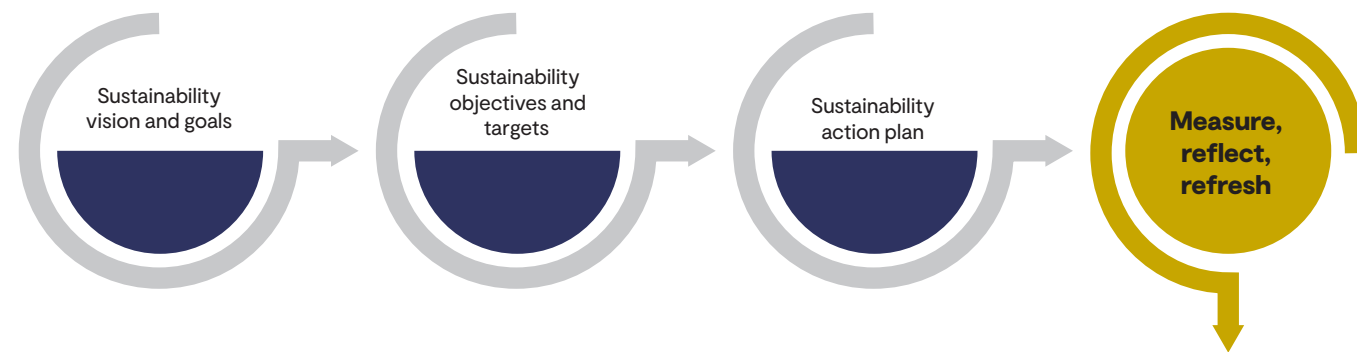 Sustainability
vision and goals
Sustainability
objectives and
targets
Sustainability
action plan
Measure,
reflect,
refresh